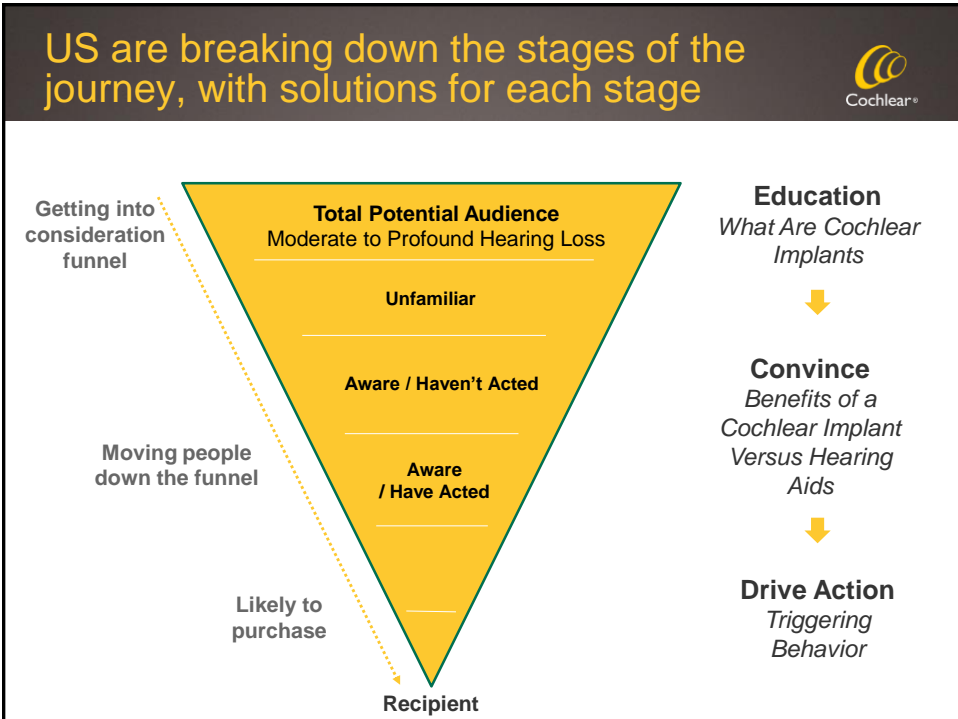 US are breaking down the stages of the
journey, with solutions for each stage
Cochlear®
Getting into
consideration
funnel
Moving people
down the funnel
Likely to
purchase
Total Potential Audience
Moderate to Profound Hearing Loss
Unfamiliar
Aware / Haven't Acted
Aware
/ Have Acted
Recipient
Education
What Are Cochlear
Implants
Convince
Benefits of a
Cochlear Implant
Versus Hearing
Aids
Drive Action
Triggering
Behavior